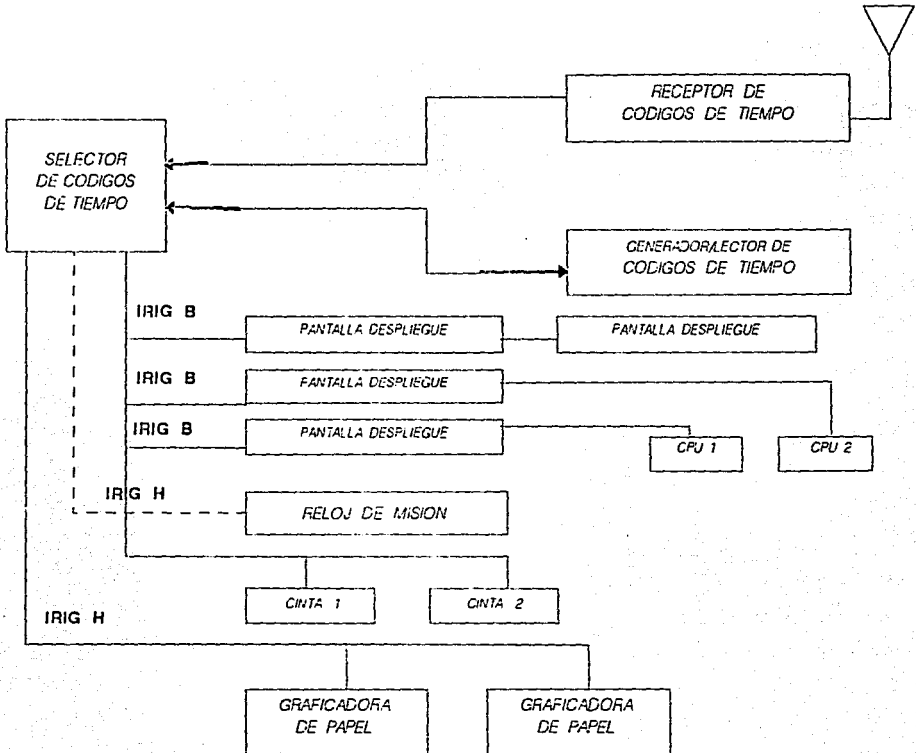 RECEPTOR DE
CODIGOS DE TIEMPO
SELECTOR
DE CODIGOS
DE TIEMPO
GENERADOR/LECTOR DE
CODIGOS DE TIEMPO
IRIG B
PANTALLA DESPLIEGUE
PANTALLA DESPLIEGUE
IRIG B
PANTALLA DESPLIEGUE
IRIG B
PANTALLA DESPLIEGUE
CPU 1
CPU 2
IRIG H
RELOJ DE MISION
CINTA 1
CINTA 2
IRIG H
GRAFICADORA
DE PAPEL
GRAFICADORA
DE PAPEL